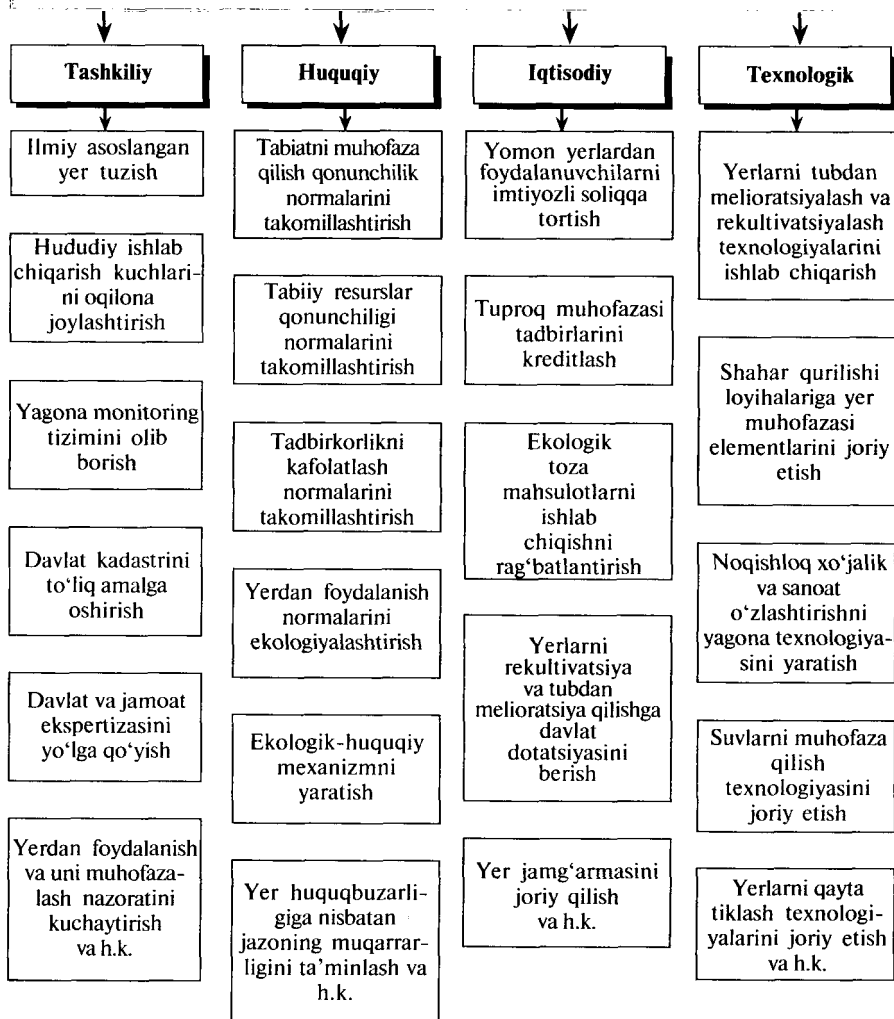 Tashkiliy
Ilmiy asoslangan
yer tuzish
Hududiy ishlab
chiqarish kuchlari-
ni oqilona
joylashtirish
Yagona monitoring
tizimini olib
borish
Davlat kadastrini
to‘liq amalga
oshirish
Davlat va jamoat
ekspertizasini
yo‘lga qo‘yish
Yerdan foydalanish
va uni muhofaza-
lash nazoratini
kuchaytirish
va h.k.
Huquqiy
Tabiatni muhofaza
qilish qonunchilik
normalarini
takomillashtirish
Tabiiy resurslar
qonunchiligi
normalarini
takomillashtirish
Tadbirkorlikni
kafolatlash
normalarini
takomillashtirish
Yerdan foydalanish
normalarini
ekologiyalashtirish
Ekologik-huquqiy
mexanizmni
yaratish
Yer huquqbuzarli-
giga nisbatan
jazoning muqarrar-
ligini ta’minlash va
h.k.
Iqtisodiy
Yomon yerlardan
foydalanuvchilarni
imtiyozli soliqqa
tortish
Tuproq muhofazasi
tadbirlarini
kreditlash
Ekologik
toza
mahsulotlarni
ishlab
chiqishni
rag‘batlantirish
Yerlarni
rekultivatsiya
va tubdan
melioratsiya qilishga
davlat
dotatsiyasini
berish
Yer jamg‘armasini
joriy qilish
va h.k.
Texnologik
Yerlarni tubdan
melioratsiyalash va
rekultivatsiyalash
texnologiyalarini
ishlab chiqarish
Shahar qurilishi
loyihalariga yer
muhofazasi
elementlarini joriy
etish
Noqishloq xo‘jalik
va sanoat
o‘zlashtirishni
yagona texnologiya-
sini yaratish
Suvlarni muhofaza
qilish
texnologiyasini
joriy etish
Yerlarni qayta
tiklash texnologi-
yalarini joriy etish
va h.k.